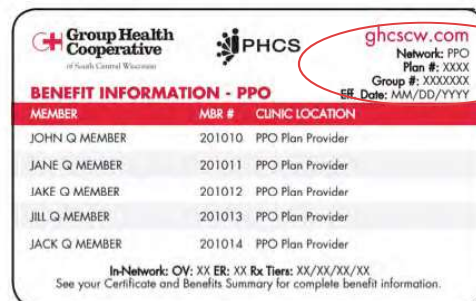 Group Health
Cooperative
of South Central Wisconsin
PHCS
ghcscw.com
Network: PPO
Plan #: XXXX
Group #: XXXXXXX
Eff. Date: MM/DD/YYYY
BENEFIT INFORMATION - PPO
MEMBER MBR # CLINIC LOCATION
JOHN Q MEMBER 201010 PPO Plan Provider
JANE Q MEMBER 201011 PPO Plan Provider
JAKE Q MEMBER 201012 PPO Plan Provider
JILL Q MEMBER 201013 PPO Plan Provider
JACK Q MEMBER 201014 PPO Plan Provider
In-Network: OV: XX ER: XX Rx Tiers: XX/XX/XX/XX
See your Certificate and Benefits Summary for complete benefit information.